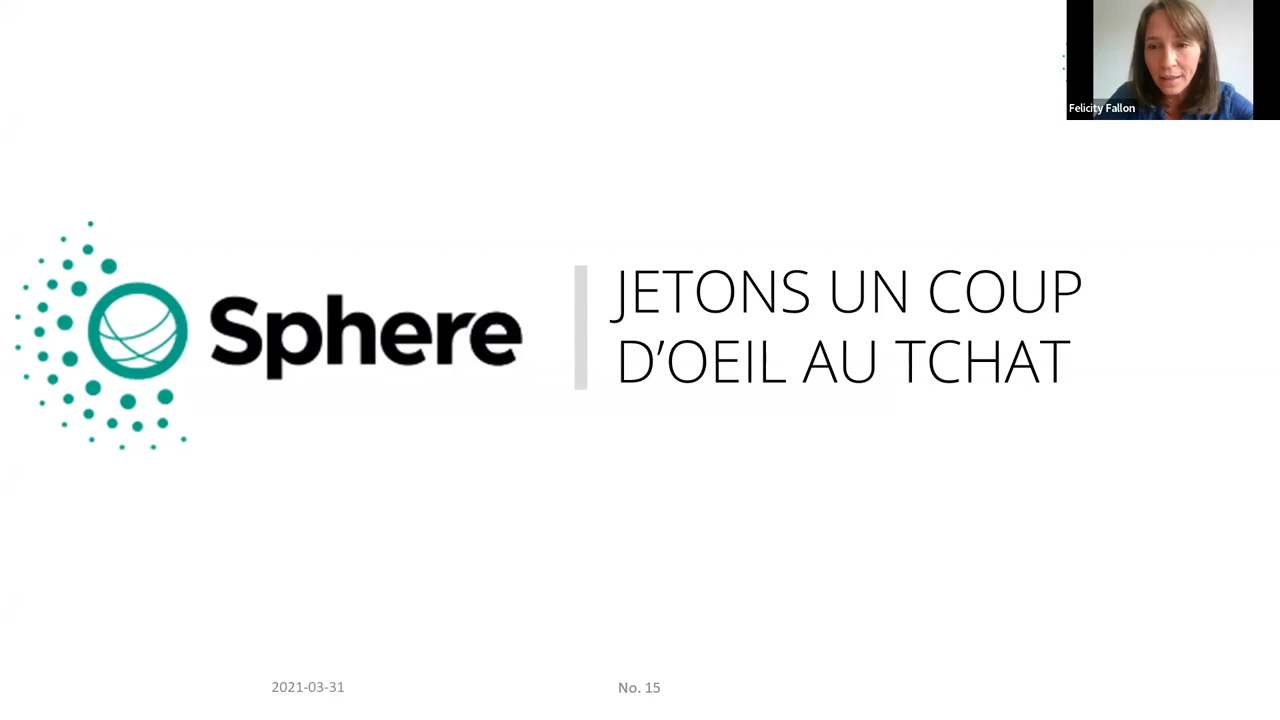 Felicity Fallon
Sphere
JETONS UN COUP
D’OEIL AU TCHAT
2021-03-31
No. 15